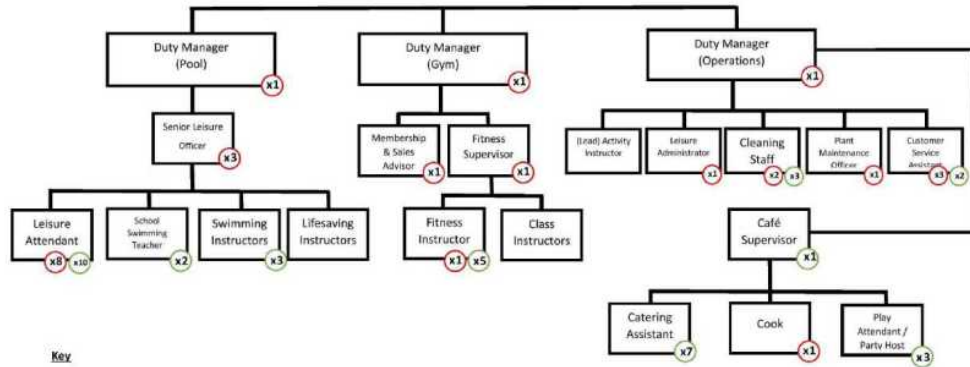 Duty Manager
(Pool)
x1
Duty Manager
(Gym)
x1
Duty Manager
(Operations)
x1
Senior Leisure
Officer
x3
Membership
& Sales
Advisor
x1
Fitness
Supervisor
x1
(Lead) Activity
Instructor
Leisure
Administrator
x1
Cleaning
Staff
x2 x3
Plant
Maintenance
Officer
x1
Customer
Service
Assistant
x3 x2
Leisure
Attendant
x8 x10
School
Swimming
Teacher
x2
Swimming
Instructors
x3
Lifesaving
Instructors
Fitness
Instructor
x1 x5
Class
Instructors
Café
Supervisor
x1
Catering
Assistant
x7
Cook
x1
Play
Attendant /
Party Host
x3
Key